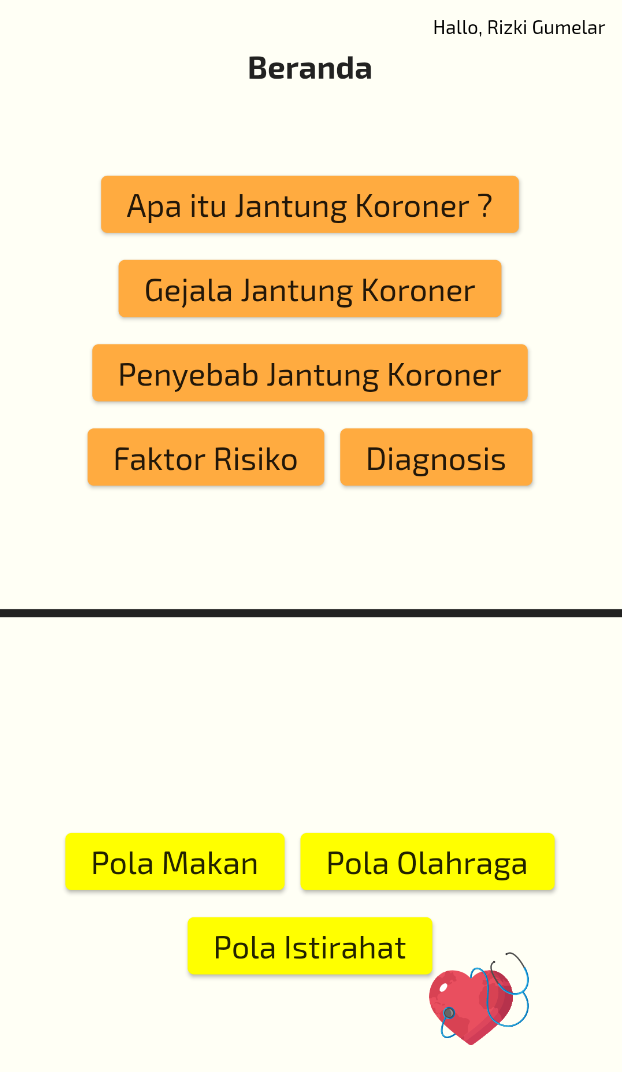 Hallo, Rizki Gumelar
Beranda
Apa itu Jantung Koroner ?
Gejala Jantung Koroner
Penyebab Jantung Koroner
Faktor Risiko
Diagnosis
Pola Makan
Pola Olahraga
Pola Istirahat